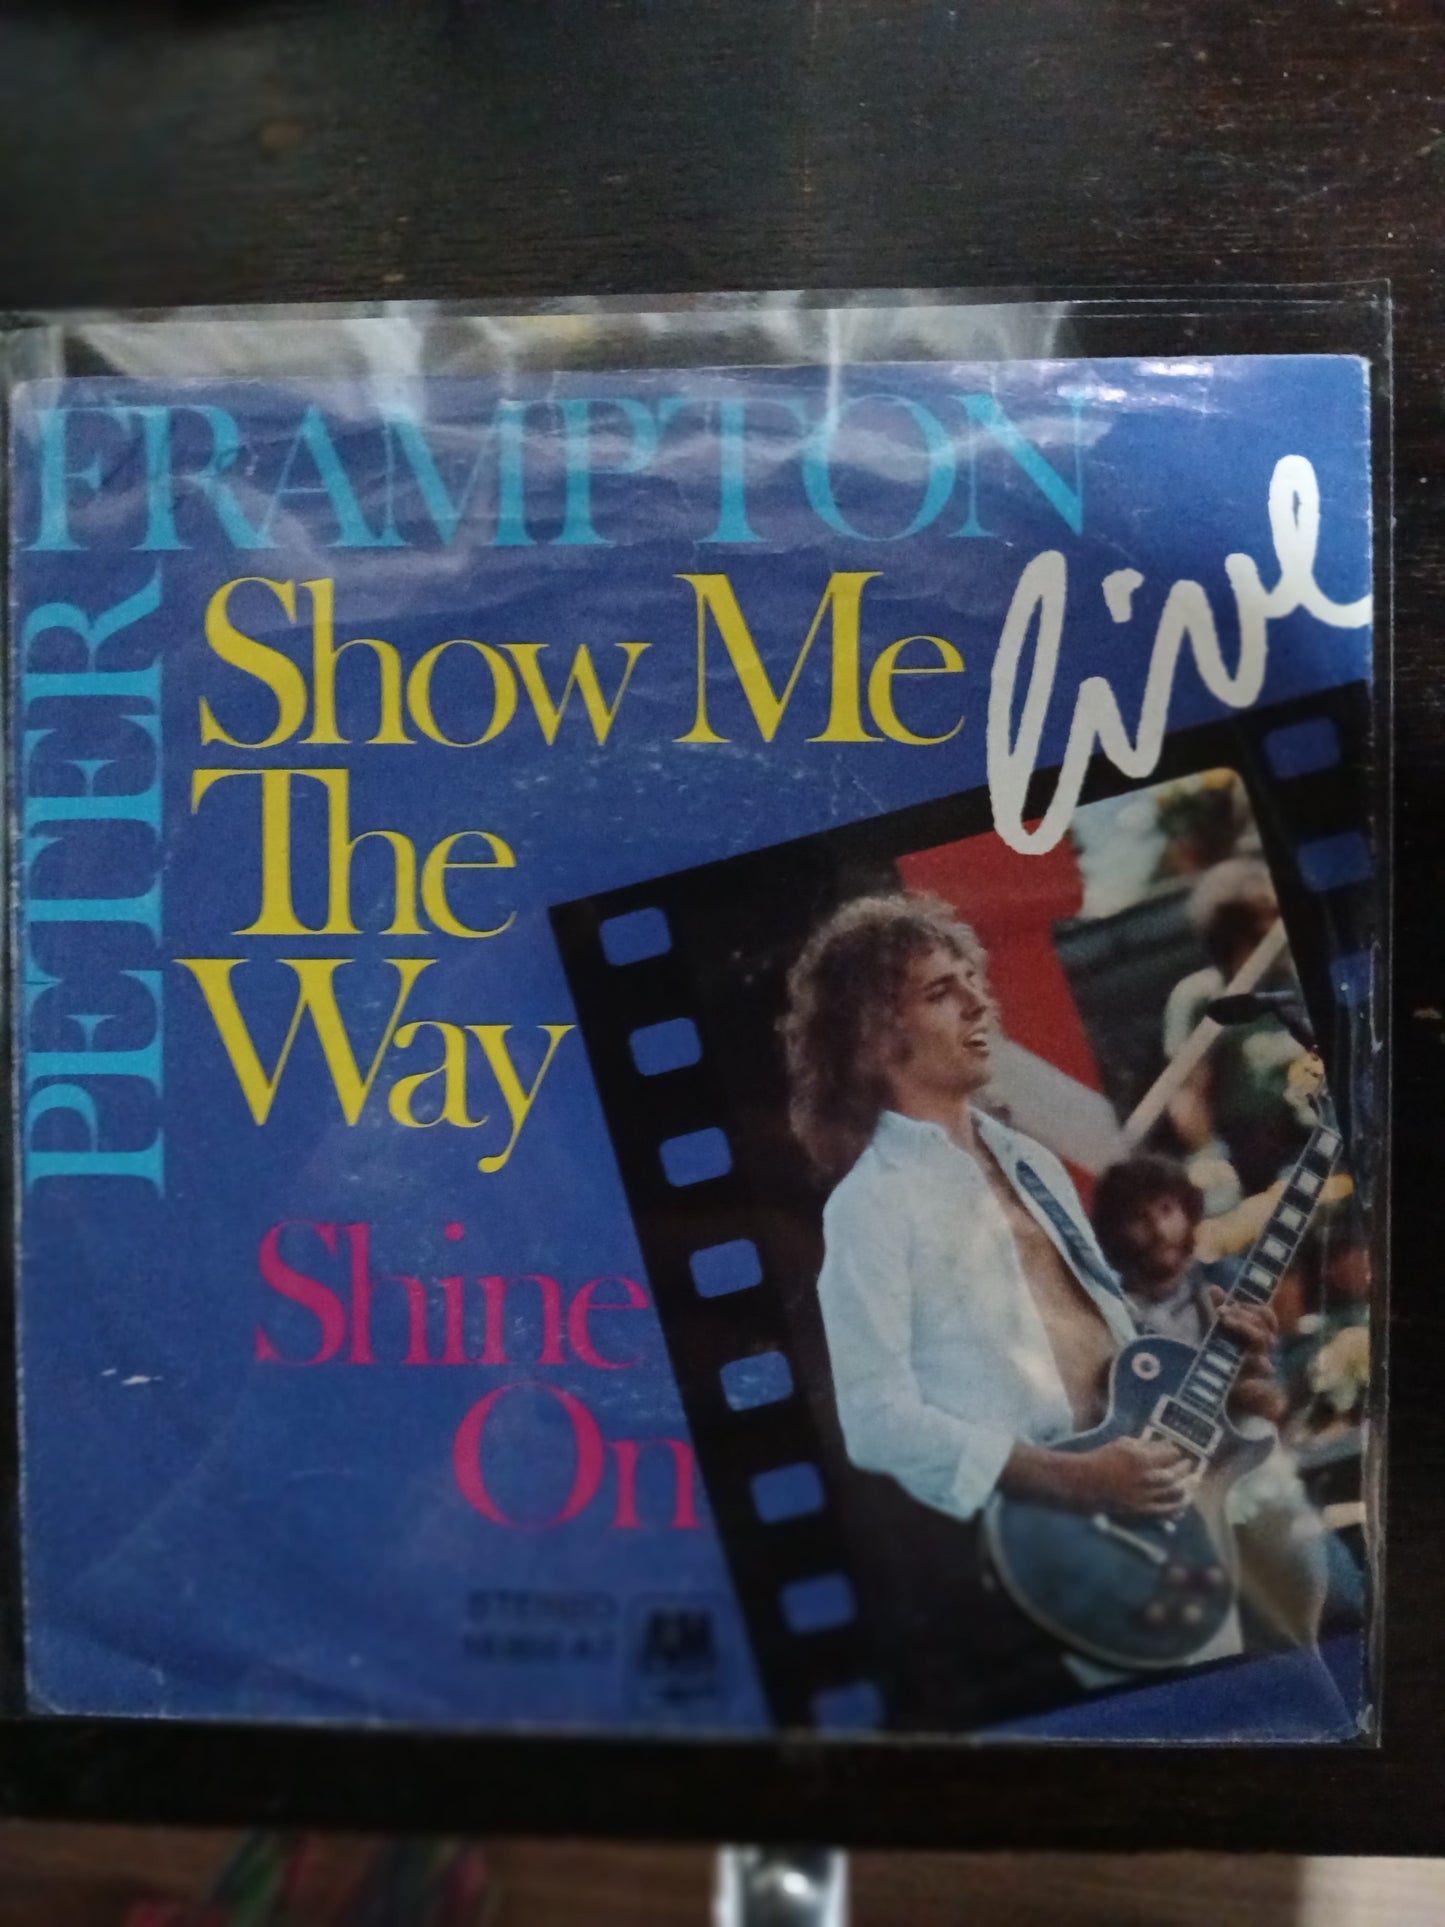 PETER
FRAMPTON
Show Me
The
Way
live
Shine
On
STEREO
A&M